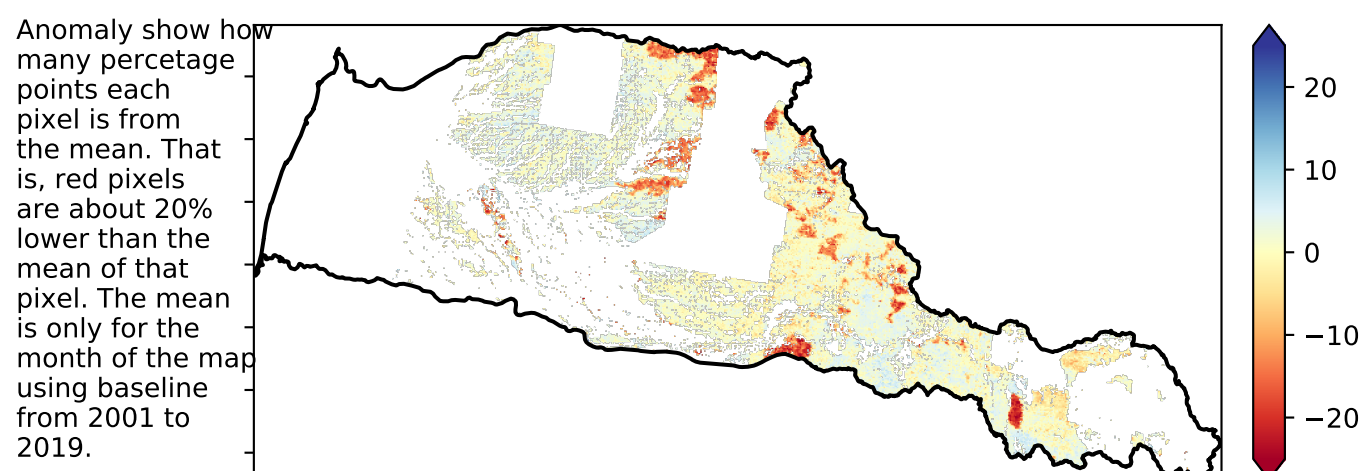 Anomaly show how
many percetage
points each
pixel is from
the mean. That
is, red pixels
are about 20%
lower than the
mean of that
pixel. The mean
is only for the
month of the map
using baseline
from 2001 to
2019.
20
10
0
−10
−20